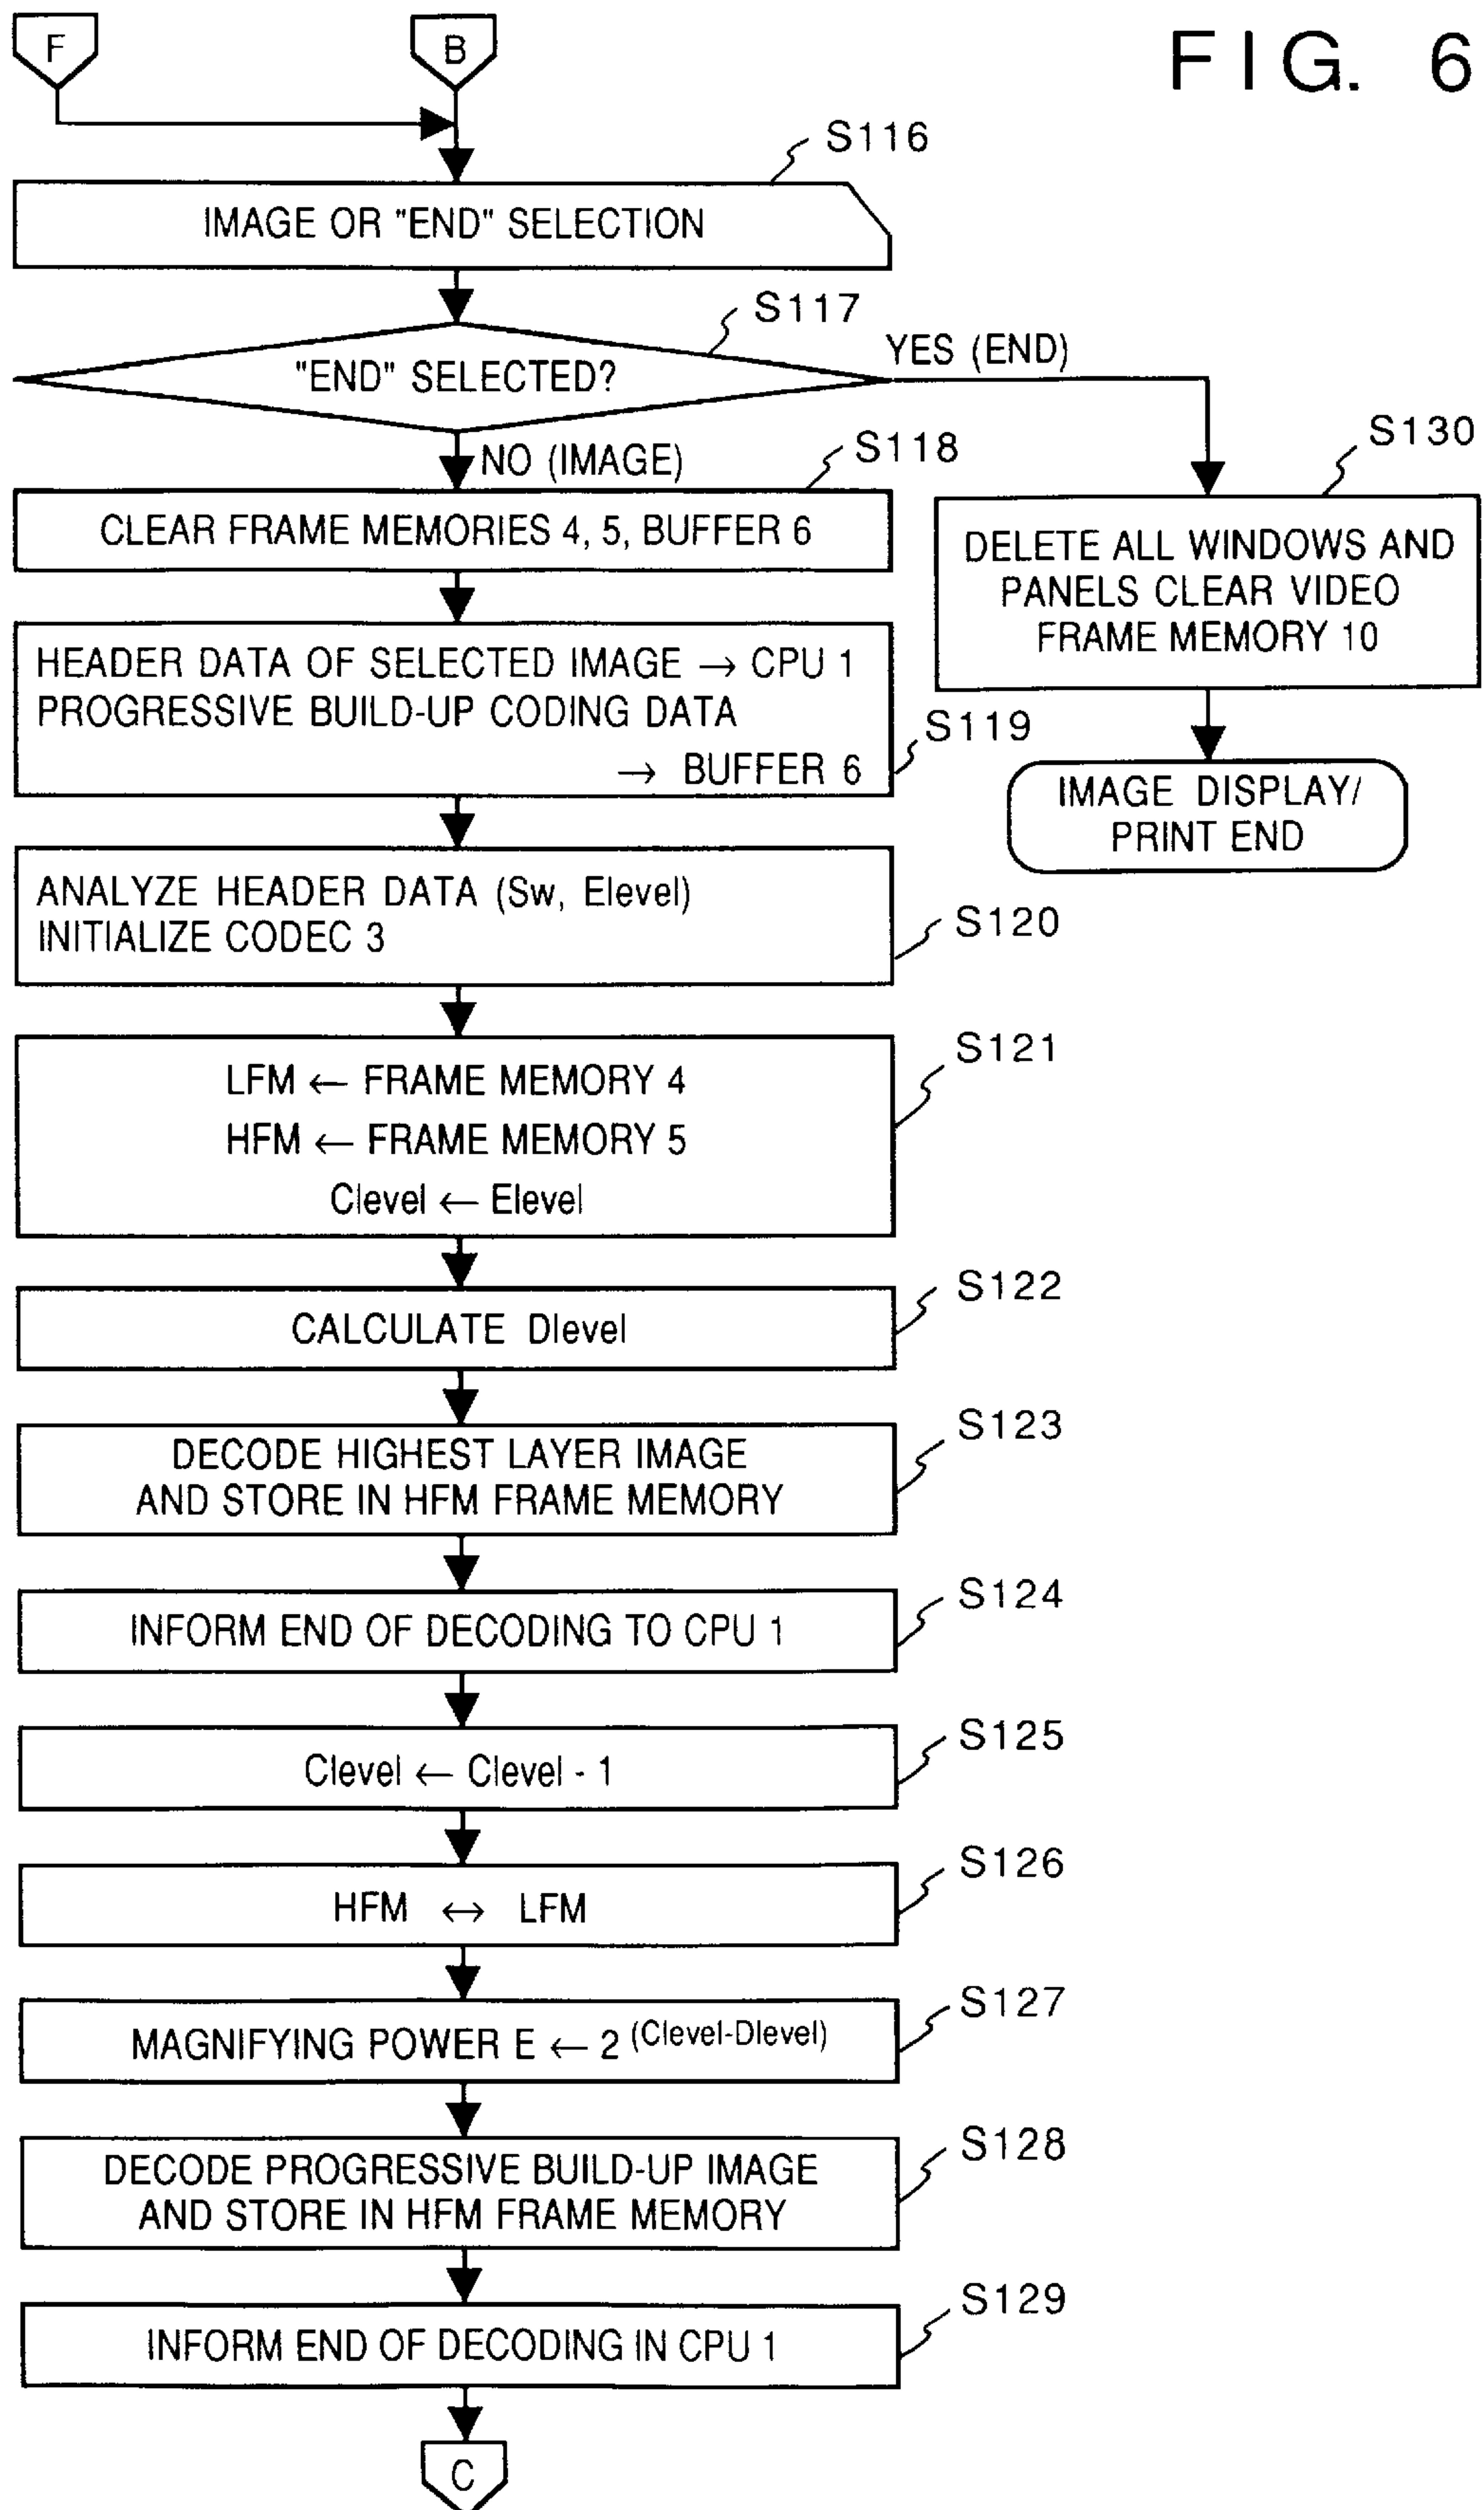 F
B
FIG. 6
S116
IMAGE OR "END" SELECTION
S117
"END" SELECTED?
YES (END)
NO (IMAGE)
S118
CLEAR FRAME MEMORIES 4, 5, BUFFER 6
S130
DELETE ALL WINDOWS AND
PANELS CLEAR VIDEO
FRAME MEMORY 10
HEADER DATA OF SELECTED IMAGE → CPU 1
PROGRESSIVE BUILD-UP CODING DATA
→ BUFFER 6
S119
IMAGE DISPLAY/
PRINT END
ANALYZE HEADER DATA (Sw, Elevel)
INITIALIZE CODEC 3
S120
S121
LFM ← FRAME MEMORY 4
HFM ← FRAME MEMORY 5
Clevel ← Elevel
S122
CALCULATE Dlevel
S123
DECODE HIGHEST LAYER IMAGE
AND STORE IN HFM FRAME MEMORY
S124
INFORM END OF DECODING TO CPU 1
S125
Clevel ← Clevel - 1
S126
HFM ↔ LFM
S127
MAGNIFYING POWER E ← 2 (Clevel-Dlevel)
S128
DECODE PROGRESSIVE BUILD-UP IMAGE
AND STORE IN HFM FRAME MEMORY
S129
INFORM END OF DECODING IN CPU 1
C